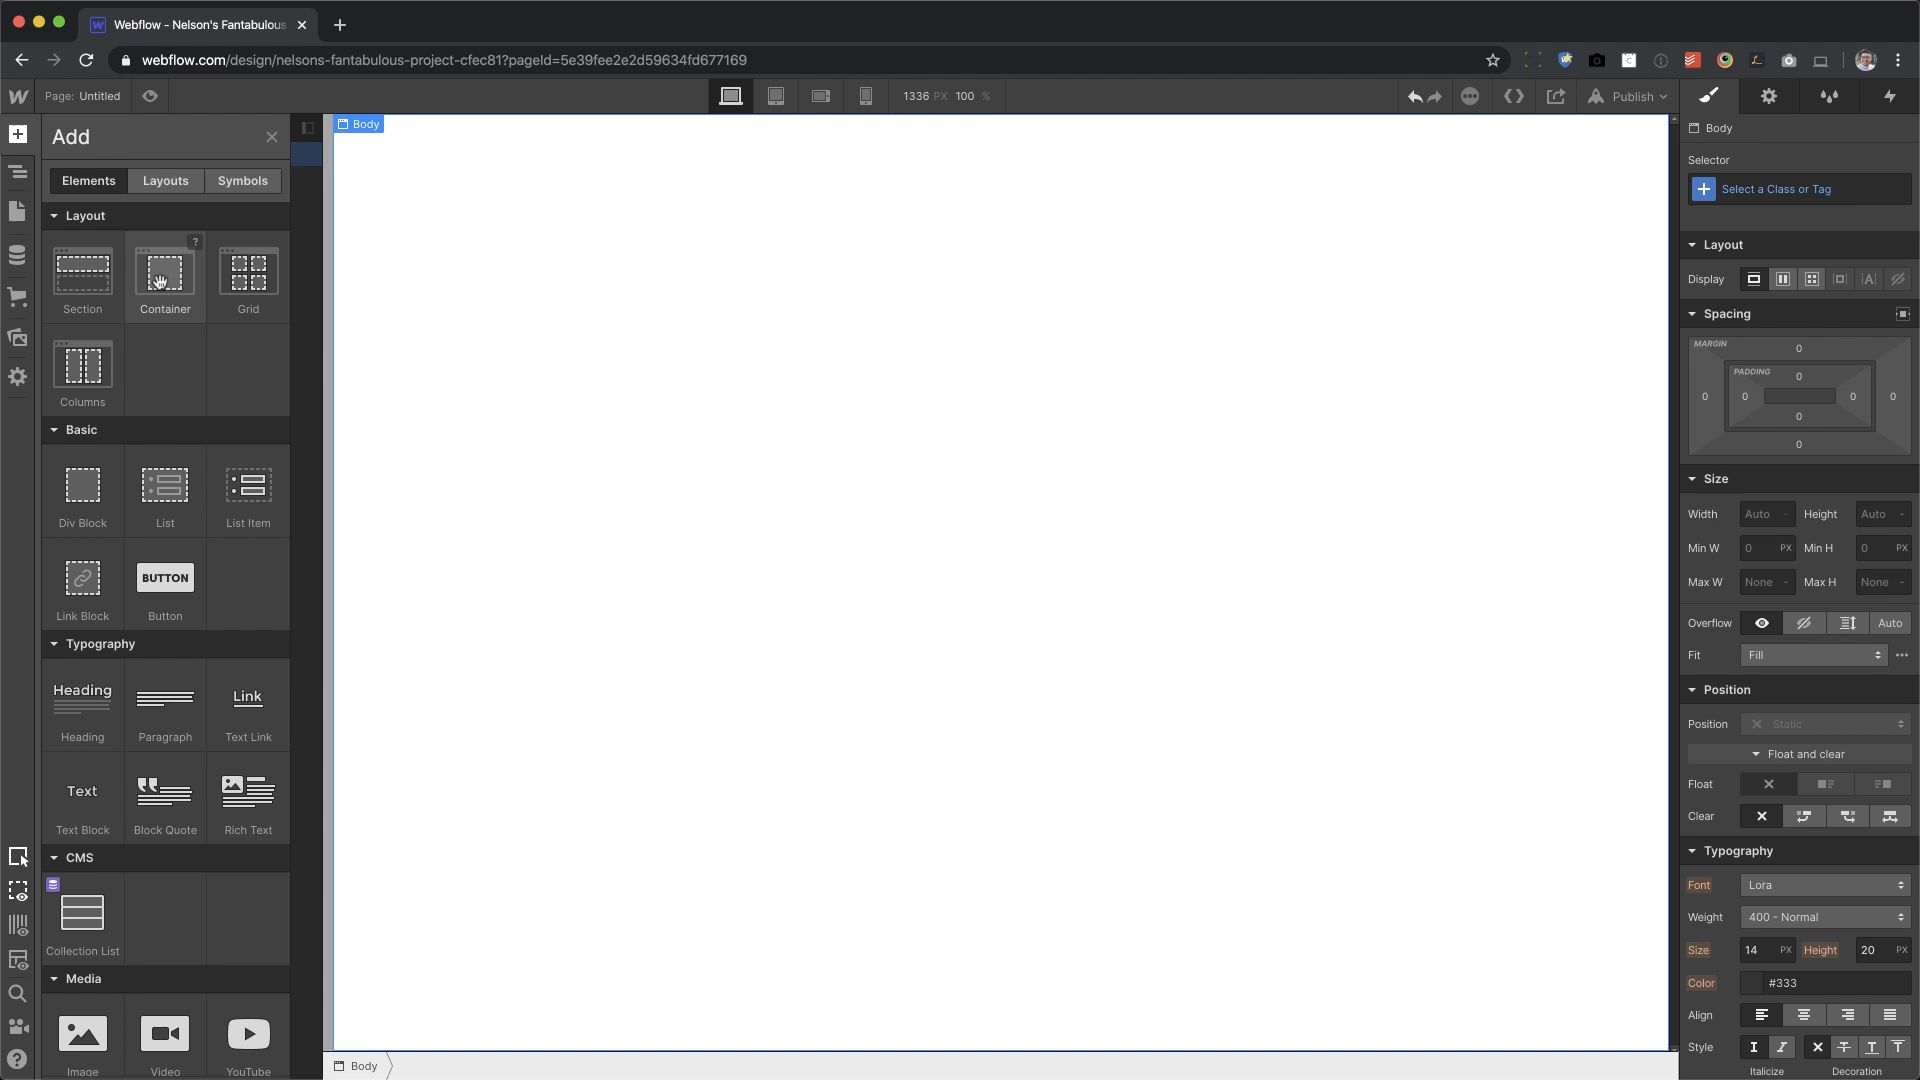 Webflow - Nelson's Fantabulous
webflow.com/design/nelsons-fantabulous-project-cfec81?pageId=5e39fee2e2d59634fd677169
Page: Untitled
1336 PX 100 %
Publish
Add
Elements Layouts Symbols
Layout
?
Section Container Grid
Columns
Basic
Div Block List List Item
BUTTON
Link Block Button
Typography
Heading Link
Heading Paragraph Text Link
Text
Text Block Block Quote Rich Text
CMS
Collection List
Media
Image Video YouTube
Body
Body
Body
Selector
Select a Class or Tag
Layout
Display
Spacing
MARGIN
0
PADDING
0
0 0 0 0
0
0
Size
Width Auto - Height Auto -
Min W 0 PX Min H 0 PX
Max W None - Max H None -
Overflow Auto
Fit Fill
Position
Position Static
Float and clear
Float
Clear
Typography
Font Lora
Weight 400 - Normal
Size 14 PX Height 20 PX
Color #333
Align
Style
Italicize Decoration